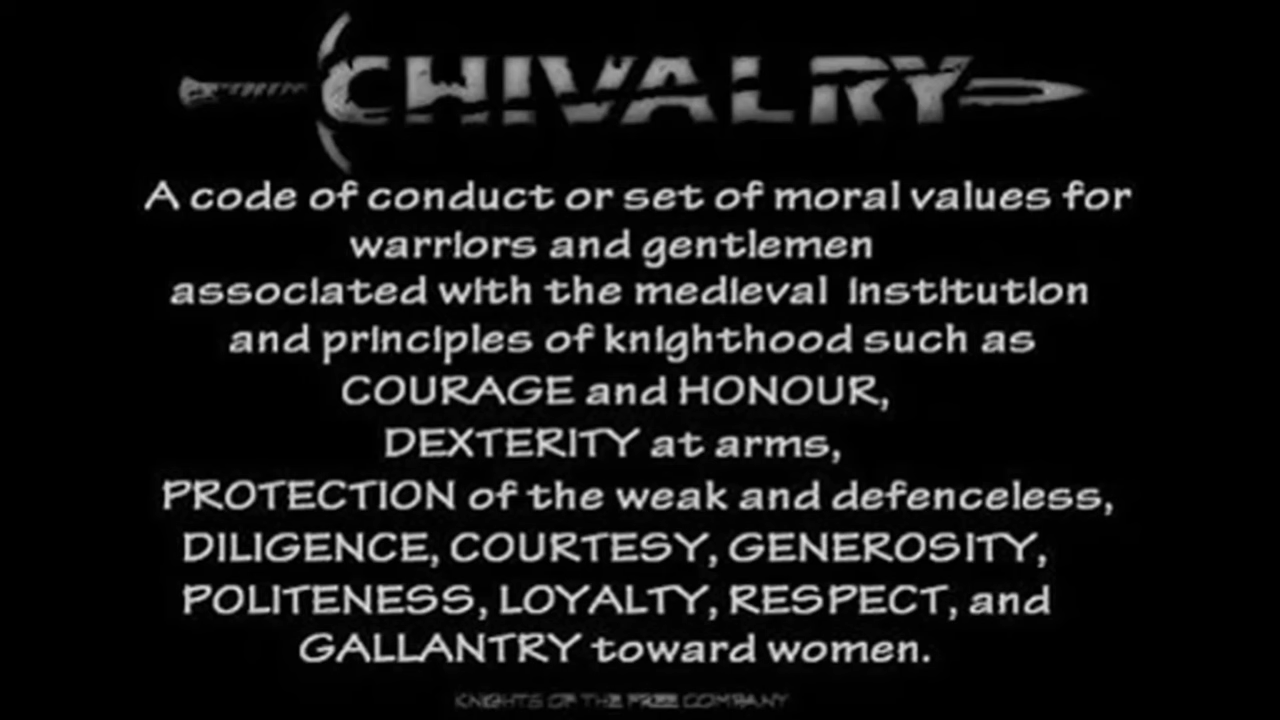 CHIVALRY
A code of conduct or set of moral values for
warriors and gentlemen
associated with the medieval institution
and principles of knighthood such as
COURAGE and HONOUR,
DEXTERITY at arms,
PROTECTION of the weak and defenceless,
DILIGENCE, COURTESY, GENEROSITY,
POLITENESS, LOYALTY, RESPECT, and
GALLANTRY toward women.
KNIGHTS OF THE FREE COMPANY